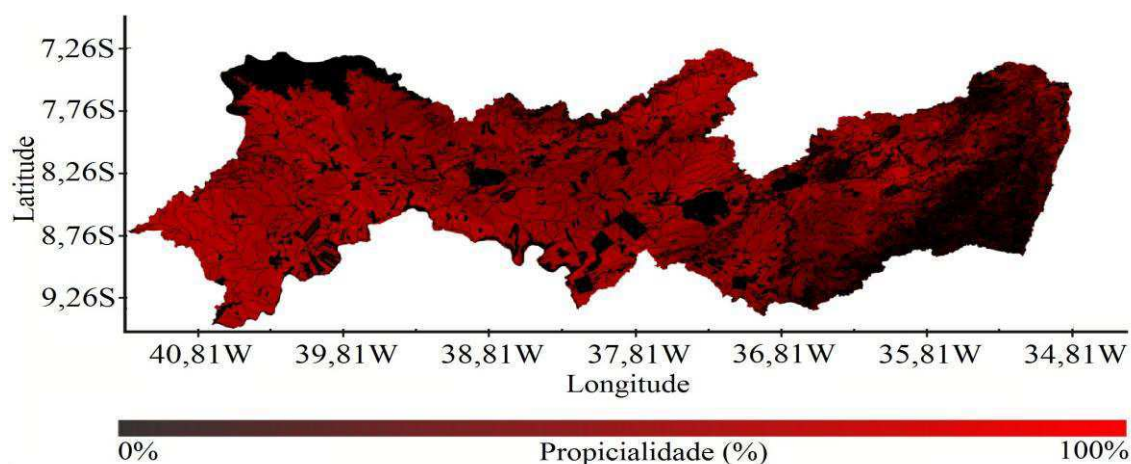 7,26S
7,76S
8,26S
8,76S
9,26S
Latitude
40,81W 39,81W 38,81W 37,81W 36,81W 35,81W 34,81W
Longitude
0% Propicialidade (%) 100%